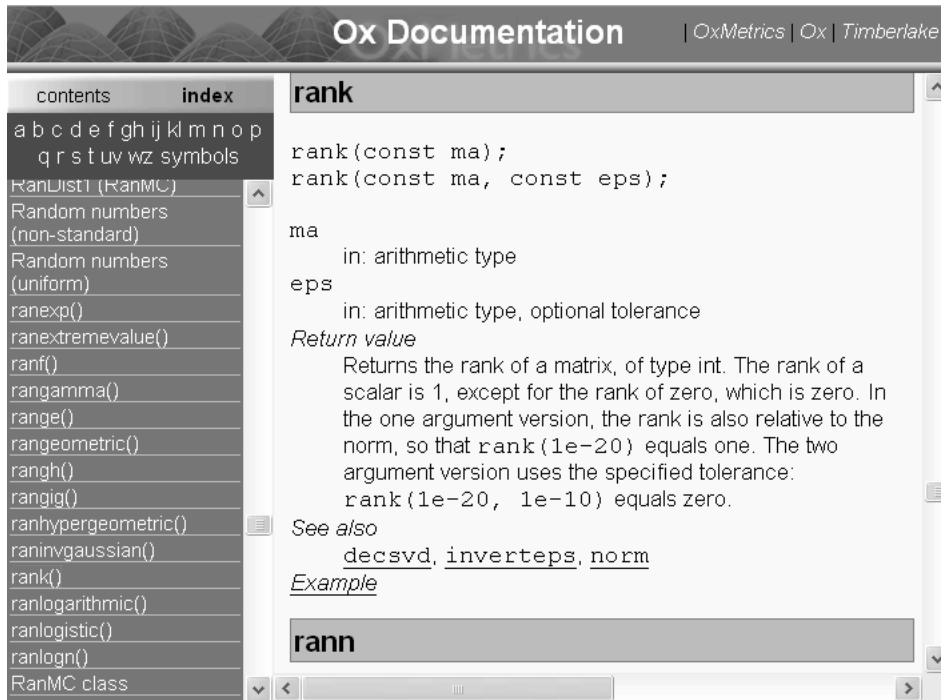 Ox Documentation
| OxMetrics | Ox | Timberlake
contents index
a b c d e f gh ij kl m n o p
q r s t uv wz symbols
RanDist1 (RanMC)
Random numbers
(non-standard)
Random numbers
(uniform)
ranexp()
ranextremevalue()
ranf()
rangamma()
range()
rangeometric()
rangh()
rangig()
ranhypergeometric()
raninvgaussian()
rank()
ranlogarithmic()
ranlogistic()
ranlogn()
RanMC class
rank
rank(const ma);
rank(const ma, const eps);
ma
in: arithmetic type
eps
in: arithmetic type, optional tolerance
Return value
Returns the rank of a matrix, of type int. The rank of a
scalar is 1, except for the rank of zero, which is zero. In
the one argument version, the rank is also relative to the
norm, so that rank(1e-20) equals one. The two
argument version uses the specified tolerance:
rank(1e-20, 1e-10) equals zero.
See also
decsvd, inverteps, norm
Example
rann